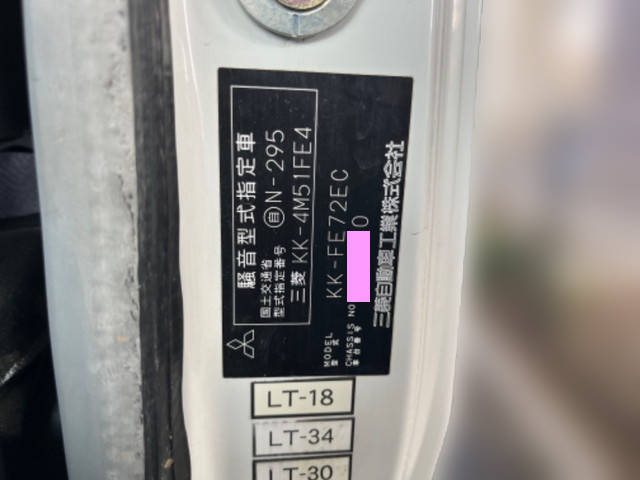 騒音型式指定車
国土交通省
型式指定番号 自 N-295
三菱 KK-4M51FE4
MODEL
型式
KK-FE72EC
CHASSIS NO
車台番号
0
三菱自動車工業株式会社
LT-18
LT-34
LT-30